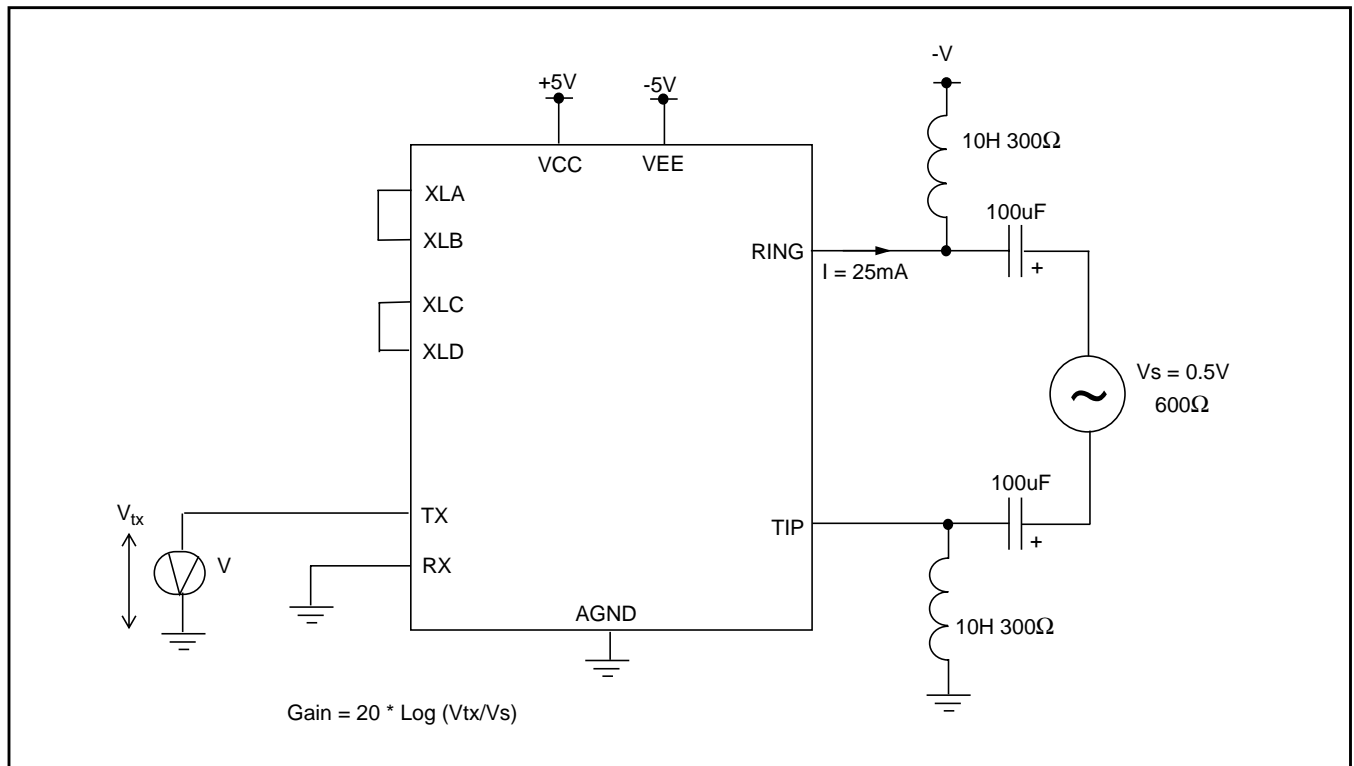 -V
+5V
-5V
10H 300Ω
VCC
VEE
XLA
100uF
XLB
RING
+
I = 25mA
XLC
XLD
Vs = 0.5V
~
600Ω
100uF
Vtx
TX
TIP
+
V
V
RX
AGND
10H 300Ω
Gain = 20 * Log (Vtx/Vs)